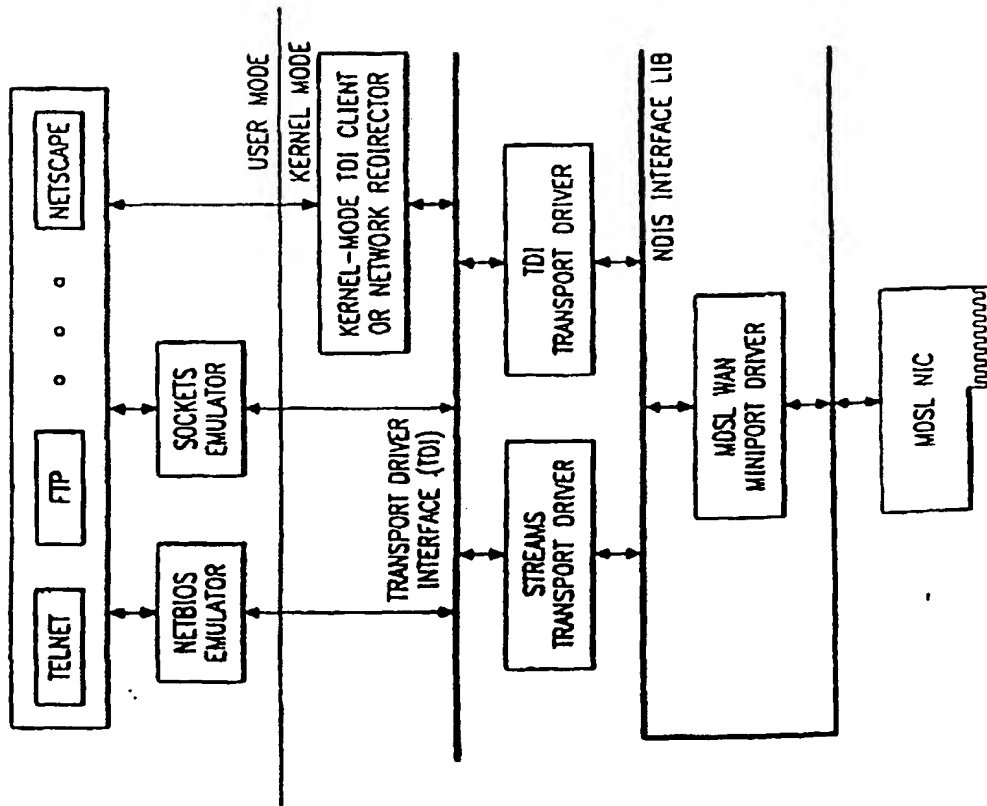 TELNET
FTP
NETSCAPE
NETBIOS
EMULATOR
SOCKETS
EMULATOR
USER MODE
KERNEL MODE
KERNEL-MODE TDI CLIENT
OR NETWORK REDIRECTOR
TRANSPORT DRIVER
INTERFACE (TDI)
STREAMS
TRANSPORT DRIVER
TDI
TRANSPORT DRIVER
NDIS INTERFACE LIB
MDSL WAN
MINIPORT DRIVER
MDSL NIC